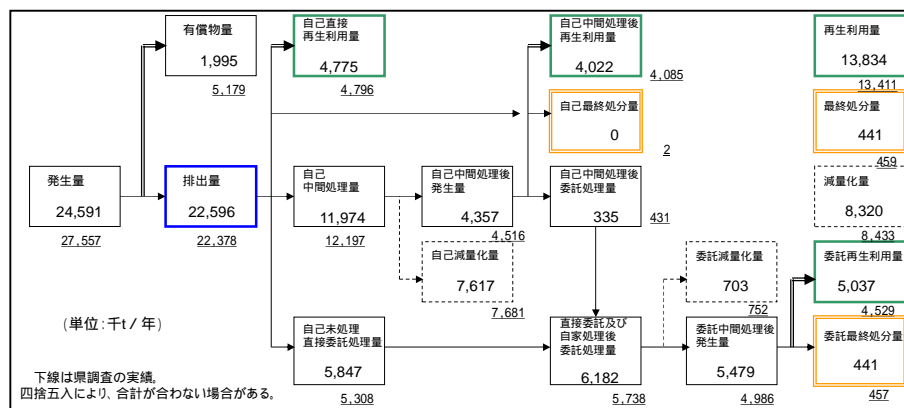 有償物量
1,995
5,179
自己直接
再生利用量
4,775
4,796
自己中間処理後
再生利用量
4,022
4,085
再生利用量
13,834
13,411
自己最終処分量
0
2
最終処分量
441
459
発生量
24,591
27,557
排出量
22,596
22,378
自己
中間処理量
11,974
12,197
自己中間処理後
発生量
4,357
4,516
自己中間処理後
委託処理量
335
431
減量化量
8,320
8,433
自己減量化量
7,617
7,681
委託減量化量
703
752
委託再生利用量
5,037
4,529
(単位:千t/年)
自己未処理
直接委託処理量
5,847
5,308
直接委託及び
自家処理後
委託処理量
6,182
5,738
委託中間処理後
発生量
5,479
4,986
委託最終処分量
441
457
下線は県調査の実績。
四捨五入により、合計が合わない場合がある。